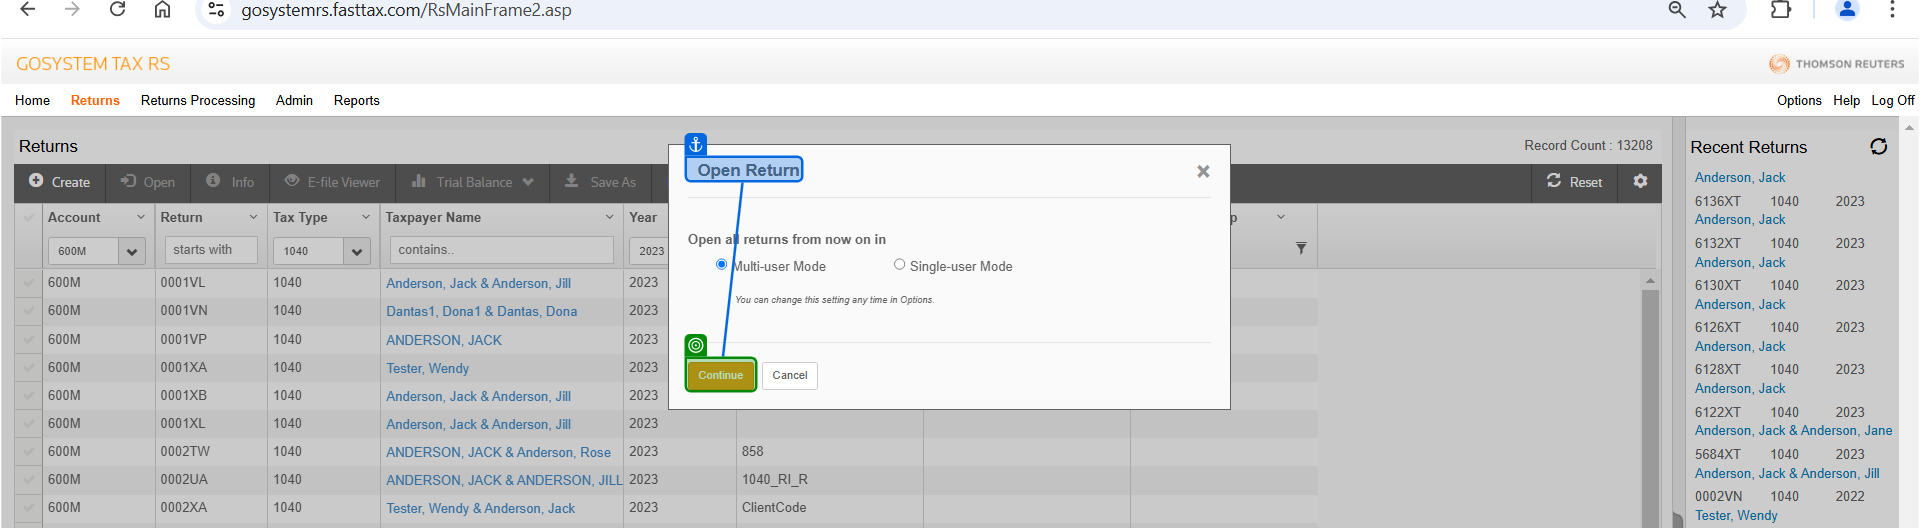 gosystemrs.fasttax.com/RsMainFrame2.asp
GOSYSTEM TAX RS
THOMSON REUTERS
Home Returns Returns Processing Admin Reports Options Help Log Off
Returns
Record Count : 13208
Create Open Info E-file Viewer Trial Balance Save As Reset
Account Return Tax Type Taxpayer Name Year p
600M starts with 1040 contains.. 2023
600M 0001VL 1040 Anderson, Jack & Anderson, Jill 2023
600M 0001VN 1040 Dantas1, Dona1 & Dantas, Dona 2023
600M 0001VP 1040 ANDERSON, JACK 2023
600M 0001XA 1040 Tester, Wendy 2023
600M 0001XB 1040 Anderson, Jack & Anderson, Jill 2023
600M 0001XL 1040 Anderson, Jack & Anderson, Jill 2023
600M 0002TW 1040 ANDERSON, JACK & Anderson, Rose 2023 858
600M 0002UA 1040 ANDERSON, JACK & ANDERSON, JILL 2023 1040_RI_R
600M 0002XA 1040 Tester, Wendy & Anderson, Jack 2023 ClientCode
Open Return
×
Open all returns from now on in
Multi-user Mode Single-user Mode
You can change this setting any time in Options.
Continue Cancel
Recent Returns
Anderson, Jack
6136XT 1040 2023
Anderson, Jack
6132XT 1040 2023
Anderson, Jack
6130XT 1040 2023
Anderson, Jack
6126XT 1040 2023
Anderson, Jack
6128XT 1040 2023
Anderson, Jack
6122XT 1040 2023
Anderson, Jack & Anderson, Jane
5684XT 1040 2023
Anderson, Jack & Anderson, Jill
0002VN 1040 2022
Tester, Wendy